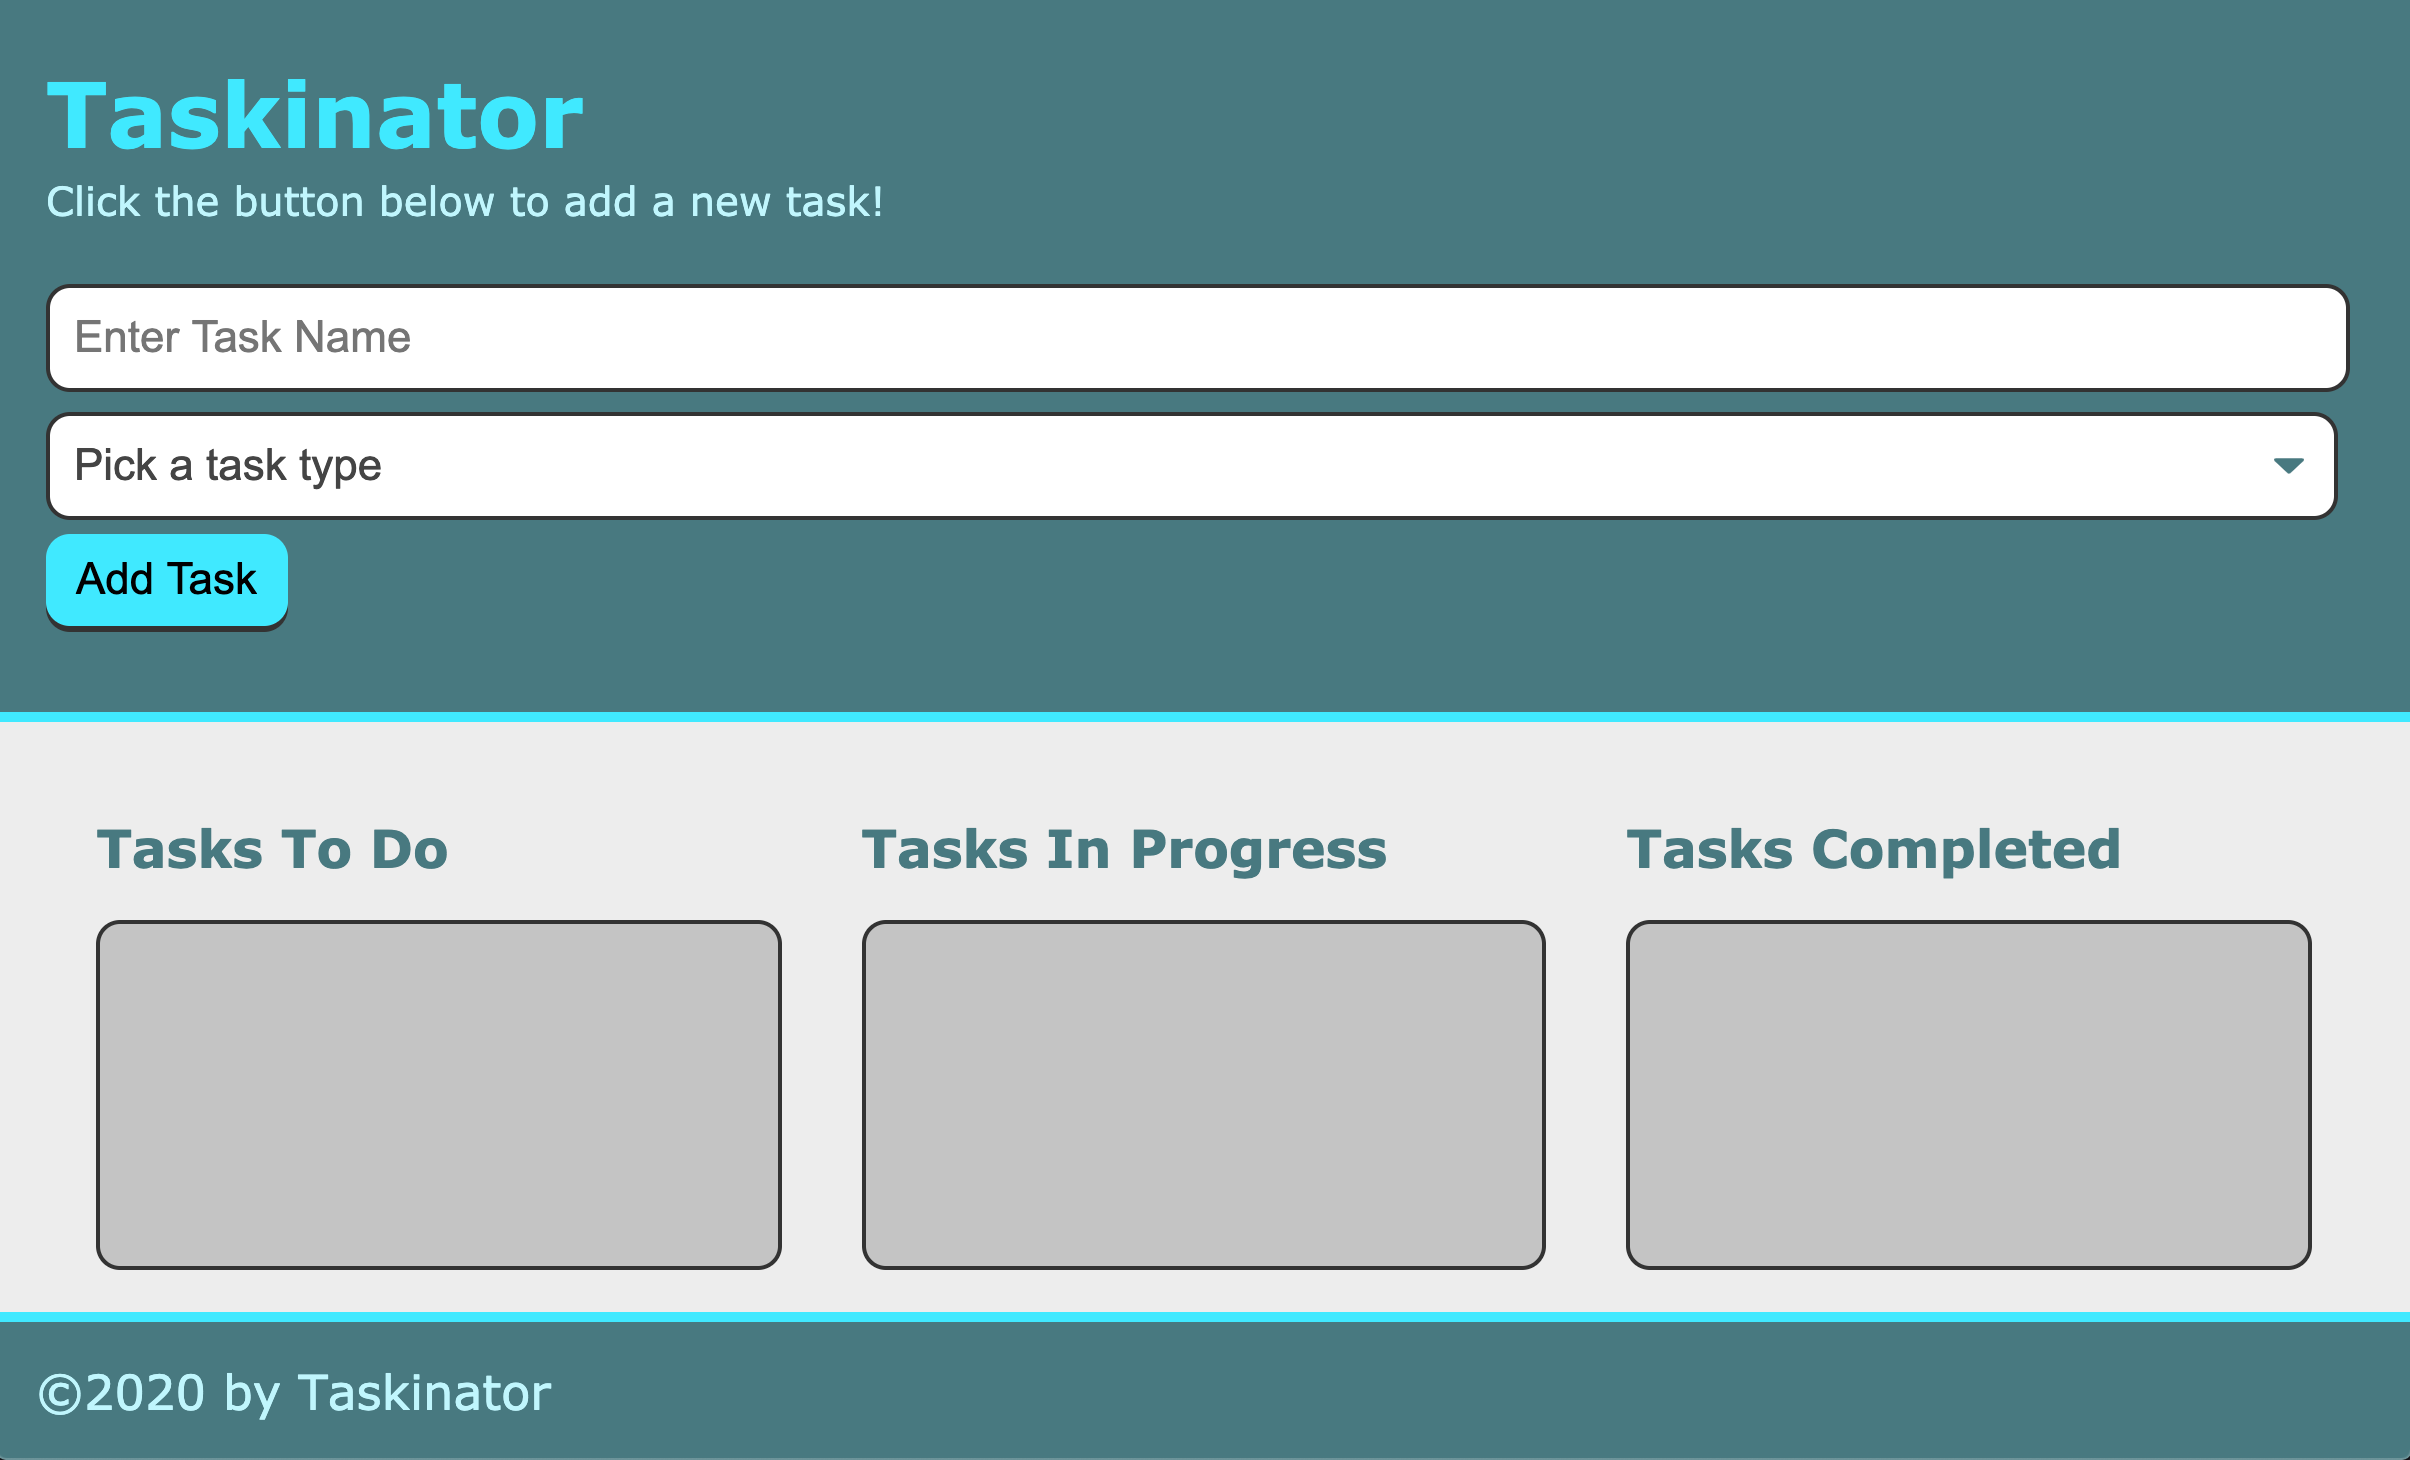 Taskinator
Click the button below to add a new task!
Enter Task Name
Pick a task type
Add Task
Tasks To Do
Tasks In Progress
Tasks Completed
©2020 by Taskinator